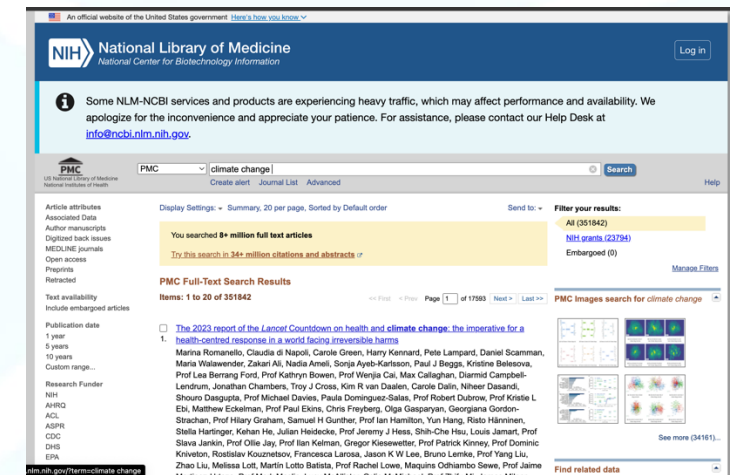 An official website of the United States government Here's how you know
NIH National Library of Medicine
National Center for Biotechnology Information
Log in
Some NLM-NCBI services and products are experiencing heavy traffic, which may affect performance and availability. We
apologize for the inconvenience and appreciate your patience. For assistance, please contact our Help Desk at
info@ncbi.nlm.nih.gov.
PMC
US National Library of Medicine
National Institutes of Health
PMC
climate change
Search
Create alert Journal List Advanced
Help
Article attributes
Associated Data
Author manuscripts
Digitized back issues
MEDLINE journals
Open access
Preprints
Retracted
Text availability
Include embargoed articles
Publication date
1 year
5 years
10 years
Custom range...
Research Funder
NIH
AHRQ
ACL
ASPR
CDC
DHS
EPA
Display Settings: Summary, 20 per page, Sorted by Default order
Send to:
You searched 8+ million full text articles
Try this search in 34+ million citations and abstracts
PMC Full-Text Search Results
Items: 1 to 20 of 351842
<< First < Prev Page 1 of 17593 Next > Last >>
The 2023 report of the Lancet Countdown on health and climate change: the imperative for a
1. health-centred response in a world facing irreversible harms
Marina Romanello, Claudia di Napoli, Carole Green, Harry Kennard, Pete Lampard, Daniel Scamman,
Maria Walawender, Zakari Ali, Nadia Ameli, Sonja Ayeb-Karlsson, Paul J Beggs, Kristine Belesova,
Prof Lea Berrang Ford, Prof Kathryn Bowen, Prof Wenjia Cai, Max Callaghan, Diarmid Campbell-
Lendrum, Jonathan Chambers, Troy J Cross, Kim R van Daalen, Carole Dalin, Niheer Dasandi,
Shouro Dasgupta, Prof Michael Davies, Paula Dominguez-Salas, Prof Robert Dubrow, Prof Kristie L
Ebi, Matthew Eckelman, Prof Paul Ekins, Chris Freyberg, Olga Gasparyan, Georgiana Gordon-
Strachan, Prof Hilary Graham, Samuel H Gunther, Prof Ian Hamilton, Yun Hang, Risto Hänninen,
Stella Hartinger, Kehan He, Julian Heidecke, Prof Jeremy J Hess, Shih-Che Hsu, Louis Jamart, Prof
Slava Jankin, Prof Ollie Jay, Prof Ilan Kelman, Gregor Kiesewetter, Prof Patrick Kinney, Prof Dominic
Kniveton, Rostislav Kouznetsov, Francesca Larosa, Jason K W Lee, Bruno Lemke, Prof Yang Liu,
Zhao Liu, Melissa Lott, Martín Lotto Batista, Prof Rachel Lowe, Maquins Odhiambo Sewe, Prof Jaime
Filter your results:
All (351842)
NIH grants (23794)
Embargoed (0)
Manage Filters
PMC Images search for climate change
See more (34161)...
Find related data
.nlm.nih.gov/?term=climate change